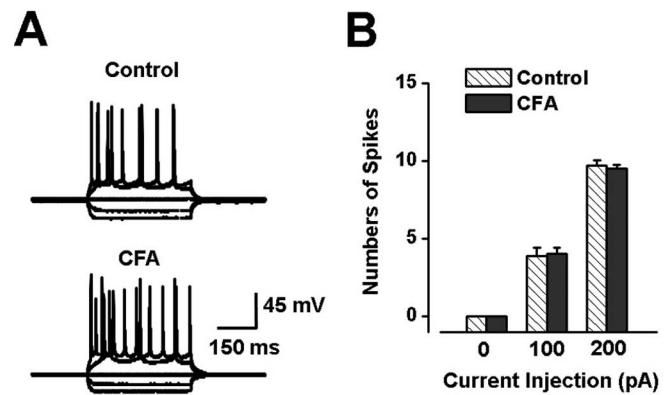 A
Control
CFA
45 mV
150 ms
B
Control
CFA
Numbers of Spikes
15
10
5
0
0 100 200
Current Injection (pA)